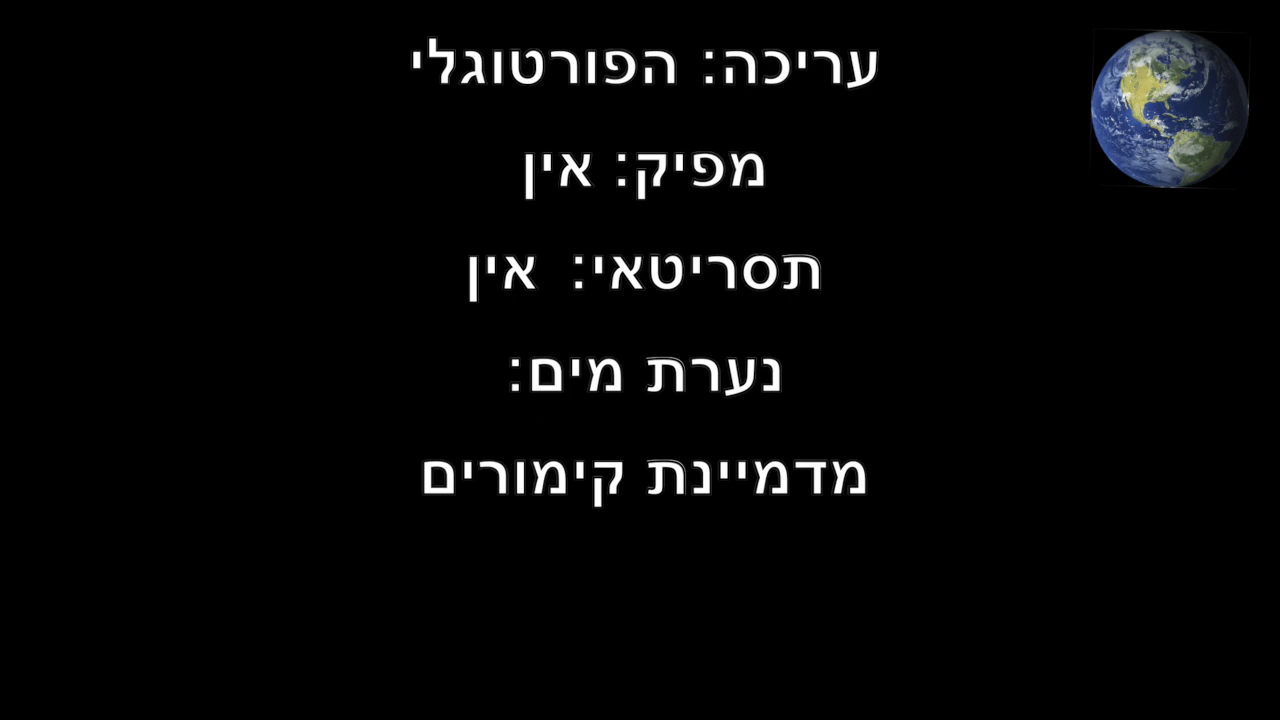 עריכה: הפורטוגלי
מפיק: אין
תסריטאי: אין
נערת מים:
מדמיינת קימורים